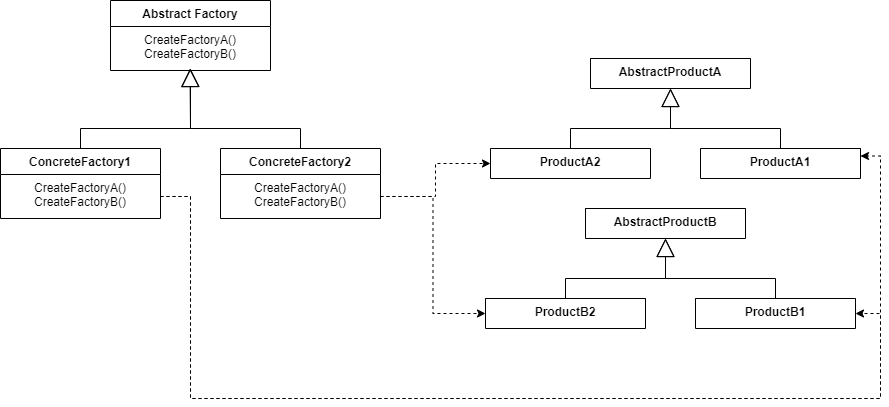 Abstract Factory
CreateFactoryA()
CreateFactoryB()
AbstractProductA
ConcreteFactory1
CreateFactoryA()
CreateFactoryB()
ConcreteFactory2
CreateFactoryA()
CreateFactoryB()
ProductA2
ProductA1
AbstractProductB
ProductB2
ProductB1